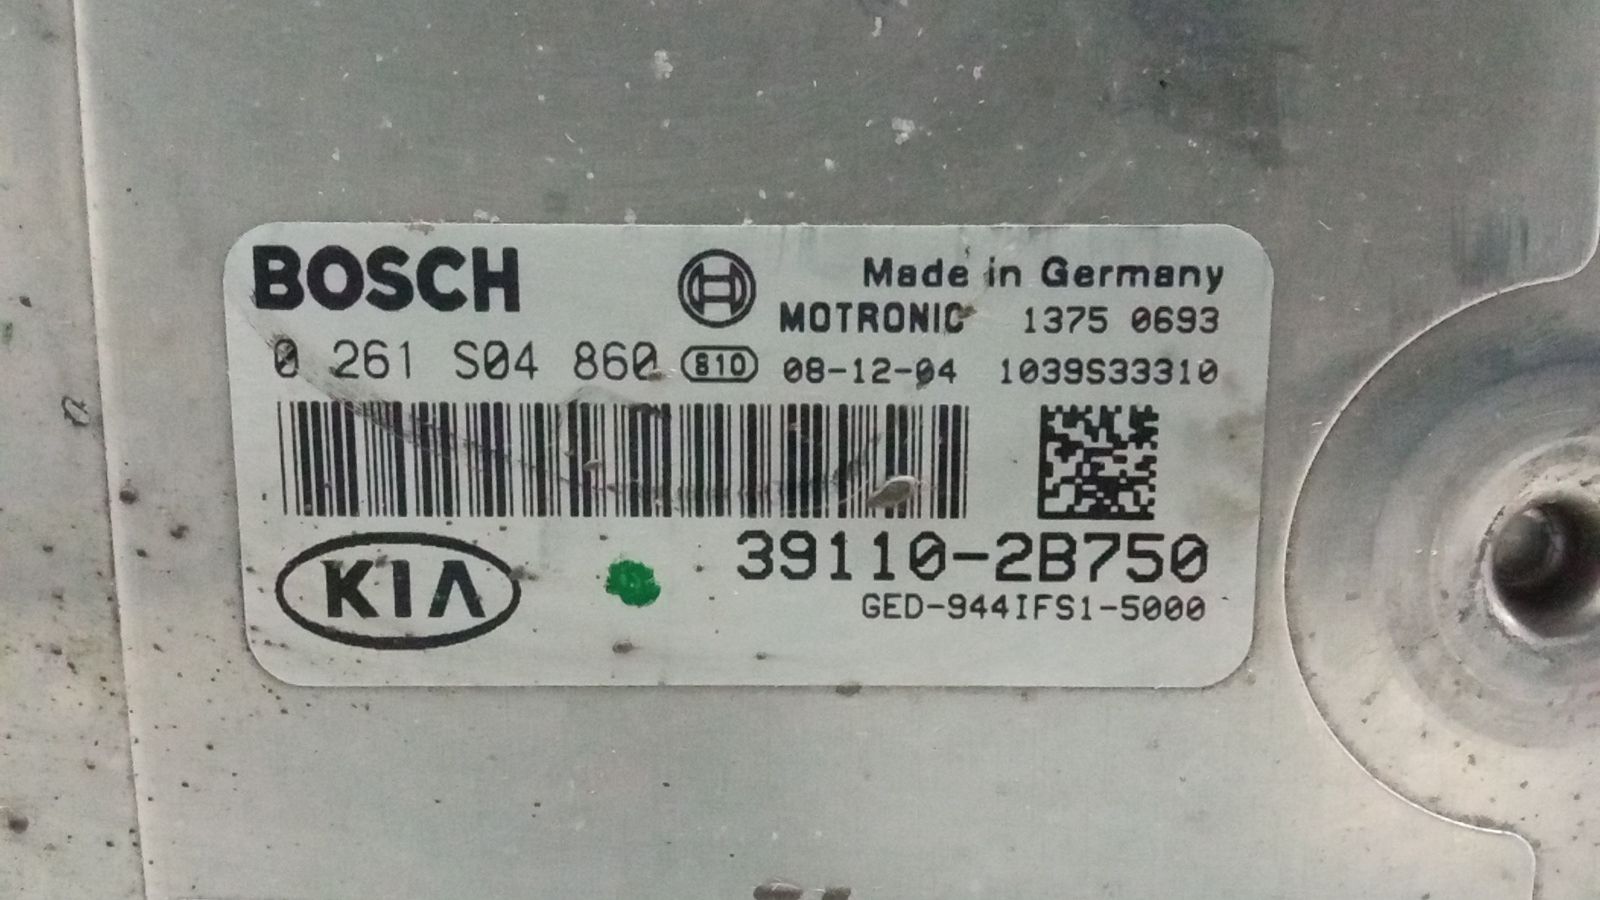 BOSCH
Made in Germany
MOTRONIC 1375 0693
0 261 S04 860 810 08-12-04 1039S33310
KIA
39110-2B750
GED-944IFS1-5000